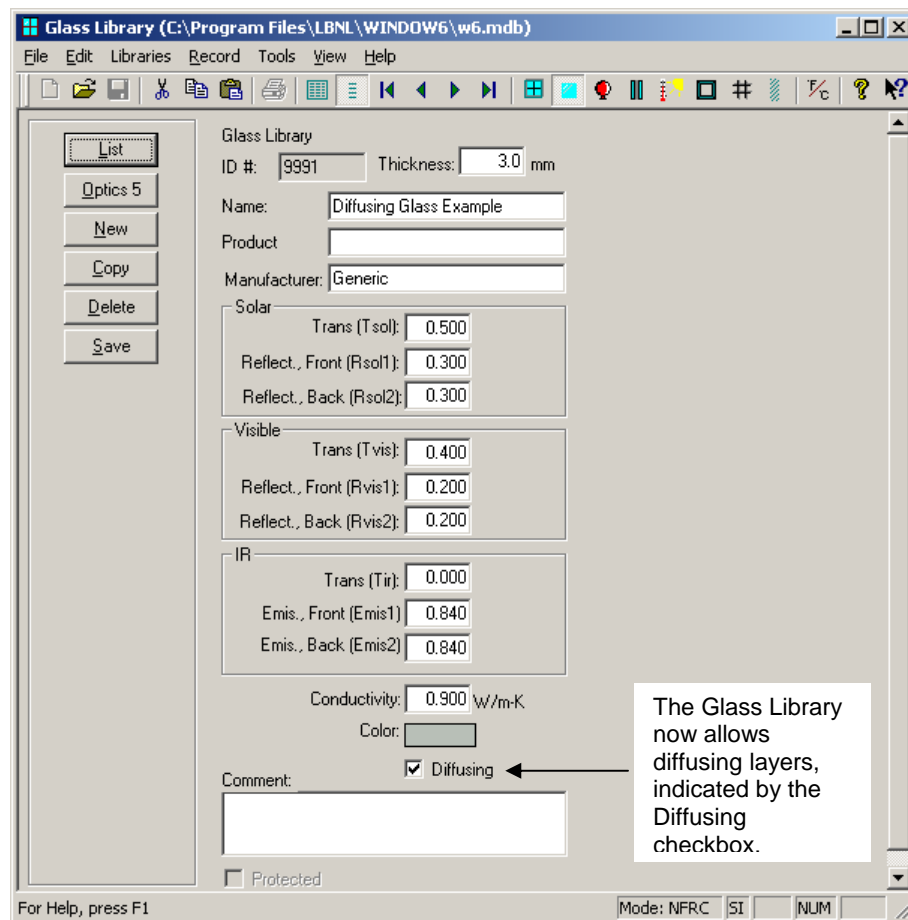 Glass Library (C:\Program Files\LBNL\WINDOW6\w6.mdb)
File Edit Libraries Record Tools View Help
°F/°C
List
Optics 5
New
Copy
Delete
Save
Glass Library
ID #: 9991 Thickness: 3.0 mm
Name: Diffusing Glass Example
Product
Manufacturer: Generic
Solar
Trans (Tsol): 0.500
Reflect., Front (Rsol1): 0.300
Reflect., Back (Rsol2): 0.300
Visible
Trans (Tvis): 0.400
Reflect., Front (Rvis1): 0.200
Reflect., Back (Rvis2): 0.200
IR
Trans (Tir): 0.000
Emis., Front (Emis1) 0.840
Emis., Back (Emis2) 0.840
Conductivity: 0.900 W/m-K
Color:
Diffusing
Comment:
Protected
The Glass Library
now allows
diffusing layers,
indicated by the
Diffusing
checkbox.
For Help, press F1
Mode: NFRC SI NUM